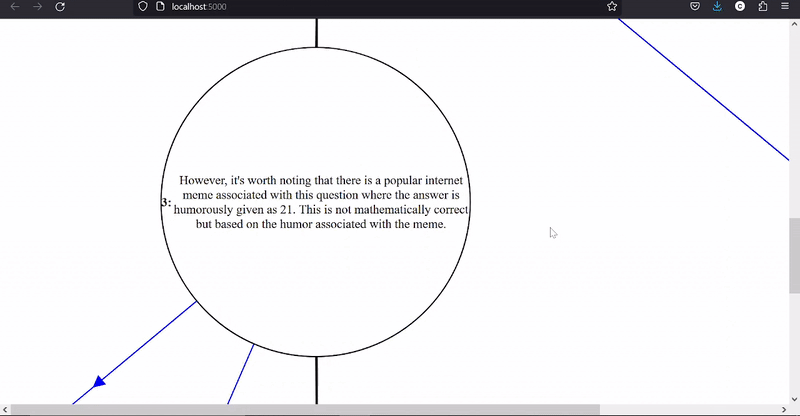 localhost:5000
However, it's worth noting that there is a popular internet
meme associated with this question where the answer is
3: humorously given as 21. This is not mathematically correct
but based on the humor associated with the meme.